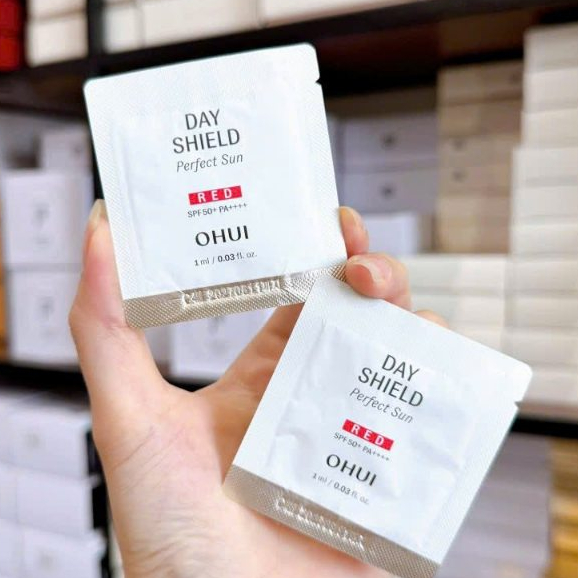 DAY
SHIELD
Perfect Sun
RED
SPF50+ PA++++
OHUI
1 ml / 0.03 fl. oz.
DAY
SHIELD
Perfect Sun
RED
SPF50+ PA++++
OHUI
1 ml / 0.03 fl. oz.